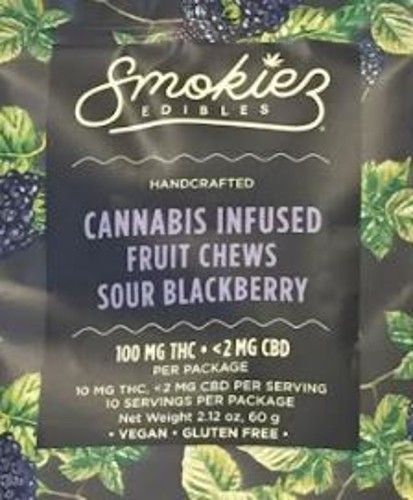 Smokiez
EDIBLES
HANDCRAFTED
CANNABIS INFUSED
FRUIT CHEWS
SOUR BLACKBERRY
100 MG THC • <2 MG CBD
PER PACKAGE
10 MG THC, <2 MG CBD PER SERVING
10 SERVINGS PER PACKAGE
Net Weight 2.12 oz, 60 g
• VEGAN • GLUTEN FREE •